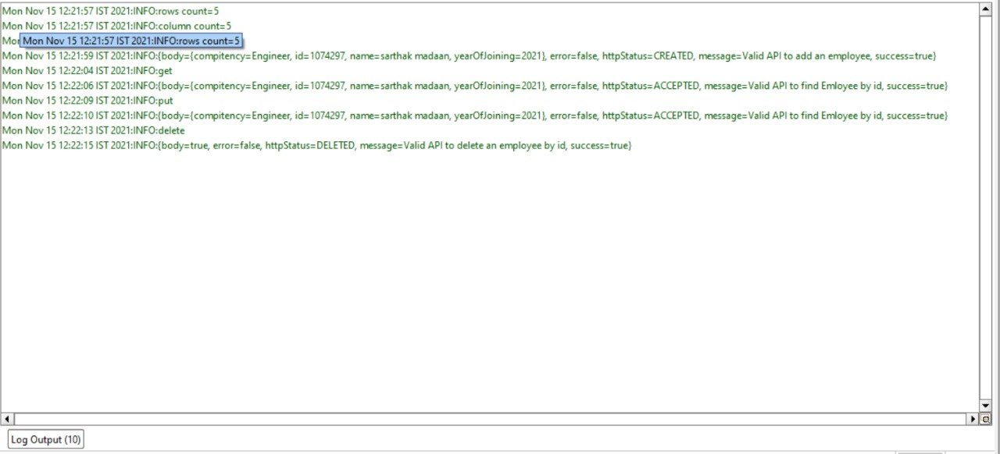 Mon Nov 15 12:21:57 IST 2021:INFO:rows count=5
Mon Nov 15 12:21:57 IST 2021:INFO:column count=5
Mon Nov 15 12:21:57 IST 2021:INFO:rows count=5
Mon Nov 15 12:21:59 IST 2021:INFO:{body={compitency=Engineer, id=1074297, name=sarthak madaan, yearOfJoining=2021}, error=false, httpStatus=CREATED, message=Valid API to add an employee, success=true}
Mon Nov 15 12:22:04 IST 2021:INFO:get
Mon Nov 15 12:22:06 IST 2021:INFO:{body={compitency=Engineer, id=1074297, name=sarthak madaan, yearOfJoining=2021}, error=false, httpStatus=ACCEPTED, message=Valid API to find Emloyee by id, success=true}
Mon Nov 15 12:22:09 IST 2021:INFO:put
Mon Nov 15 12:22:10 IST 2021:INFO:{body={compitency=Engineer, id=1074297, name=sarthak madaan, yearOfJoining=2021}, error=false, httpStatus=ACCEPTED, message=Valid API to find Emloyee by id, success=true}
Mon Nov 15 12:22:13 IST 2021:INFO:delete
Mon Nov 15 12:22:15 IST 2021:INFO:{body=true, error=false, httpStatus=DELETED, message=Valid API to delete an employee by id, success=true}
Log Output (10)